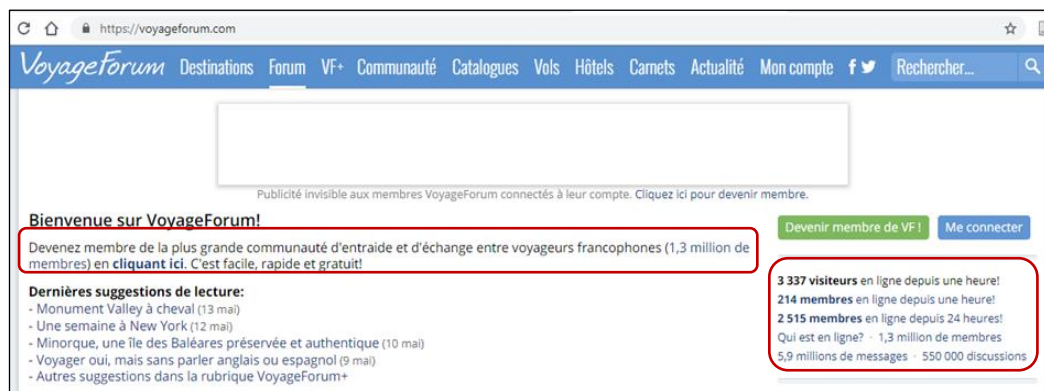 https://voyageforum.com
VoyageForum Destinations Forum VF+ Communauté Catalogues Vols Hôtels Carnets Actualité Mon compte Rechercher...
Publicité invisible aux membres VoyageForum connectés à leur compte. Cliquez ici pour devenir membre.
Bienvenue sur VoyageForum!
Devenez membre de la plus grande communauté d'entraide et d'échange entre voyageurs francophones (1,3 million de
membres) en cliquant ici. C'est facile, rapide et gratuit!
Dernières suggestions de lecture:
- Monument Valley à cheval (13 mai)
- Une semaine à New York (12 mai)
- Minorque, une île des Baléares préservée et authentique (10 mai)
- Voyager oui, mais sans parler anglais ou espagnol (9 mai)
- Autres suggestions dans la rubrique VoyageForum+
Devenir membre de VF ! Me connecter
3 337 visiteurs en ligne depuis une heure!
214 membres en ligne depuis une heure!
2 515 membres en ligne depuis 24 heures!
Qui est en ligne? · 1,3 million de membres
5,9 millions de messages · 550 000 discussions